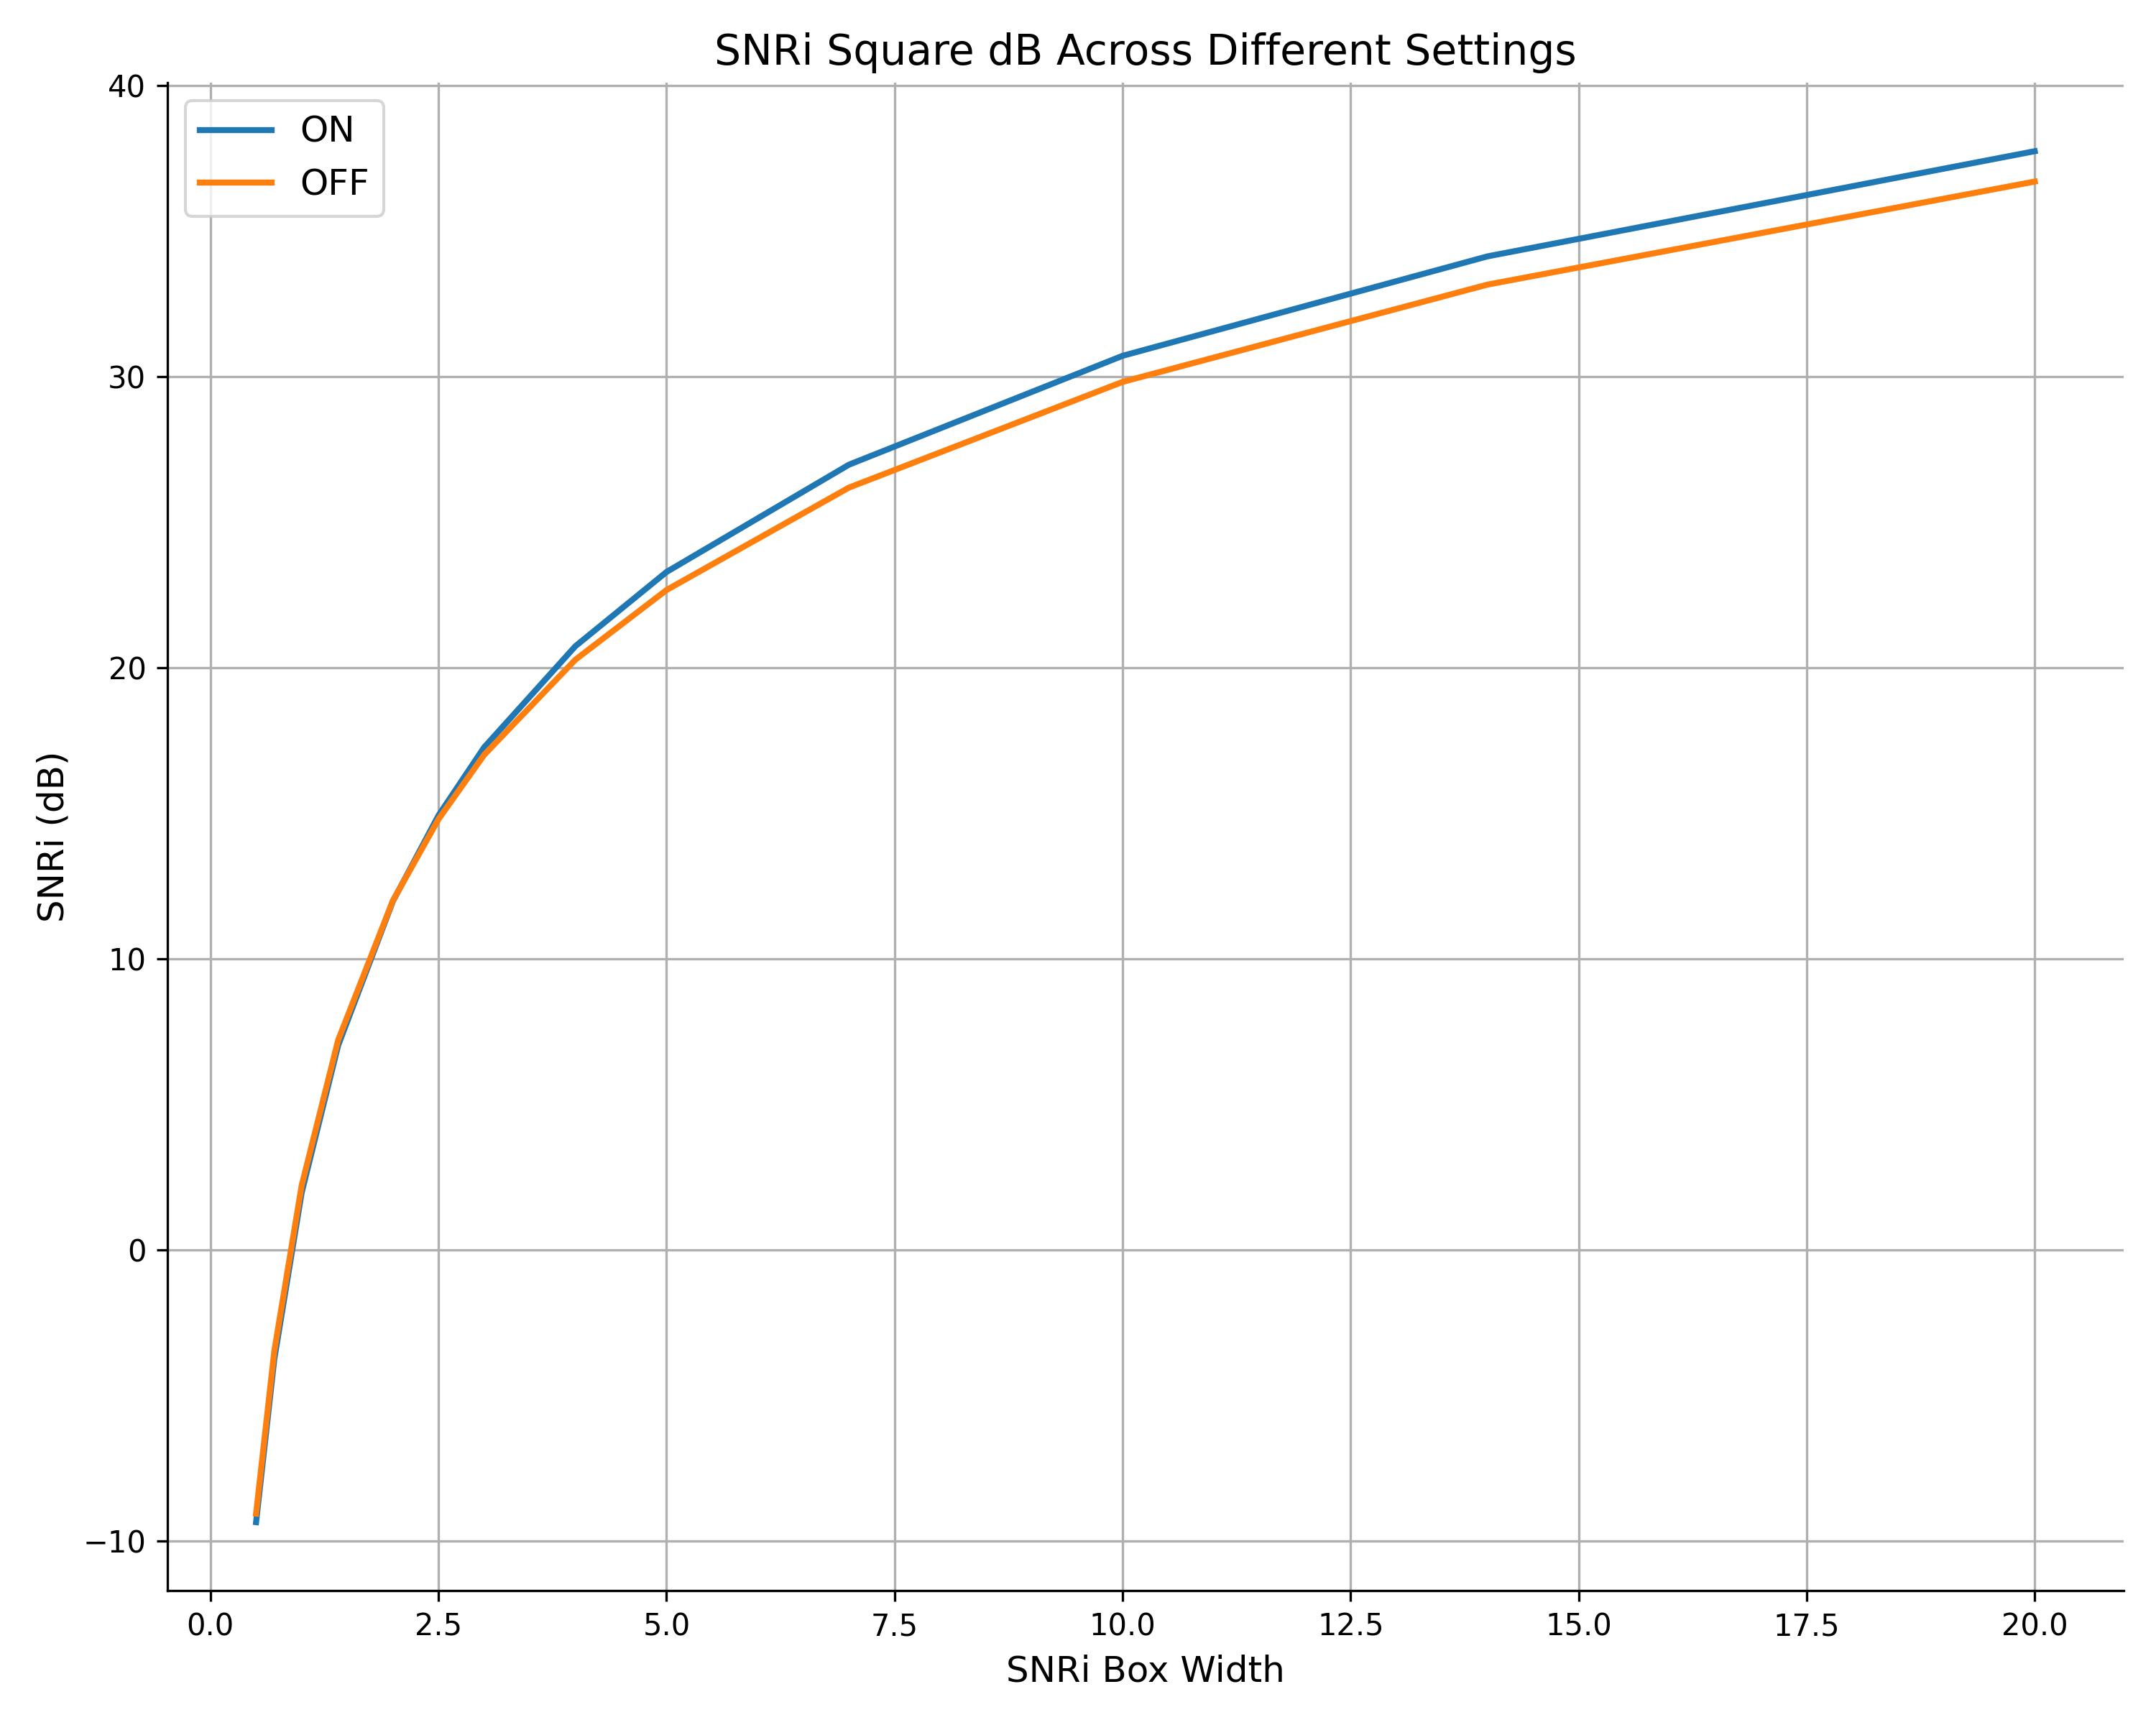 SNRi Square dB Across Different Settings
40
30
20
10
0
−10
ON
OFF
SNRi (dB)
0.0 2.5 5.0 7.5 10.0 12.5 15.0 17.5 20.0
SNRi Box Width